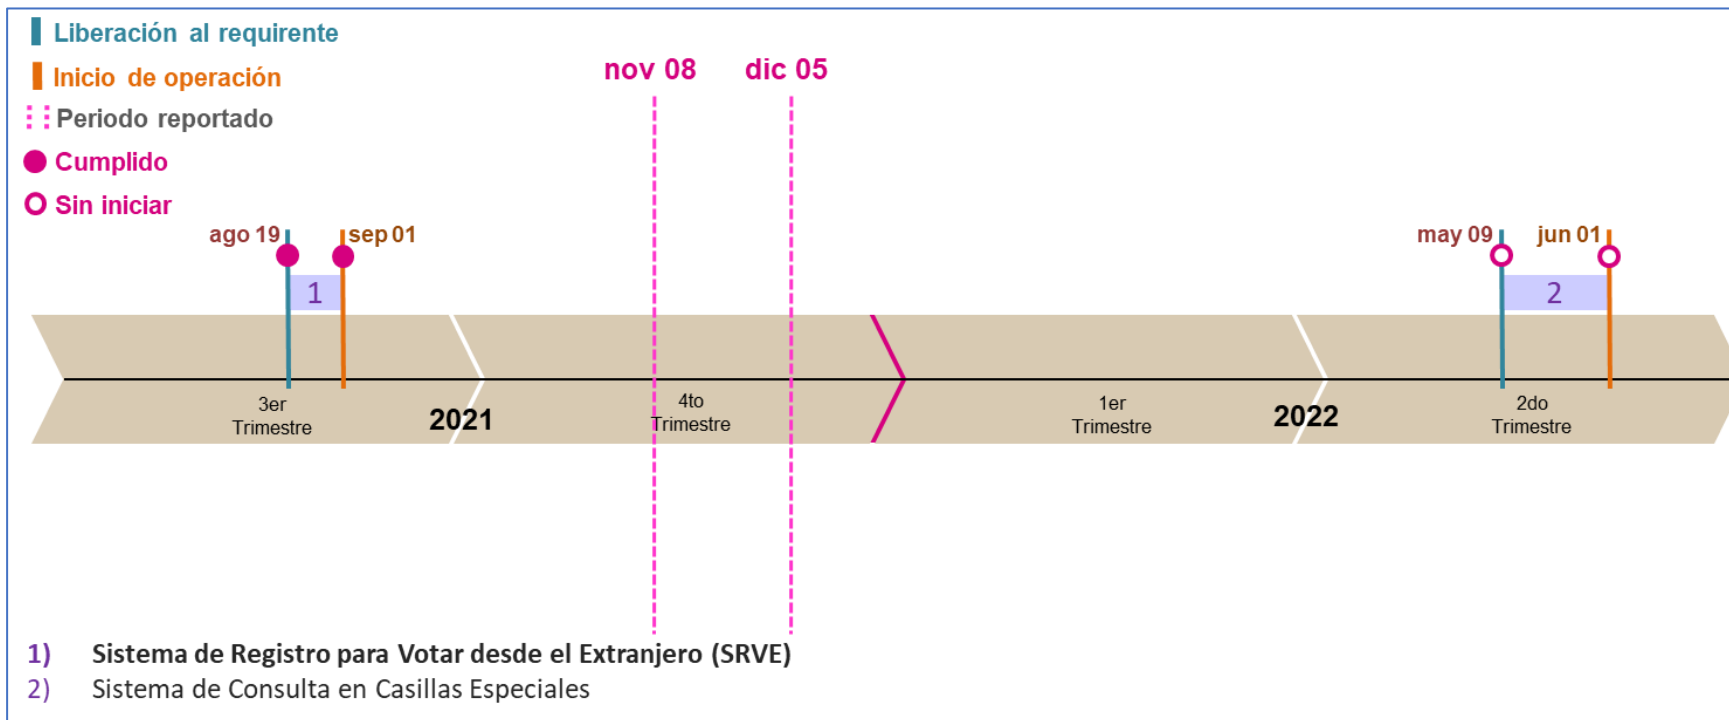 Liberación al requirente
Inicio de operación
Periodo reportado
Cumplido
Sin iniciar
nov 08
dic 05
ago 19
sep 01
may 09
jun 01
1
2
3er
Trimestre
2021
4to
Trimestre
1er
Trimestre
2022
2do
Trimestre
1) Sistema de Registro para Votar desde el Extranjero (SRVE)
2) Sistema de Consulta en Casillas Especiales